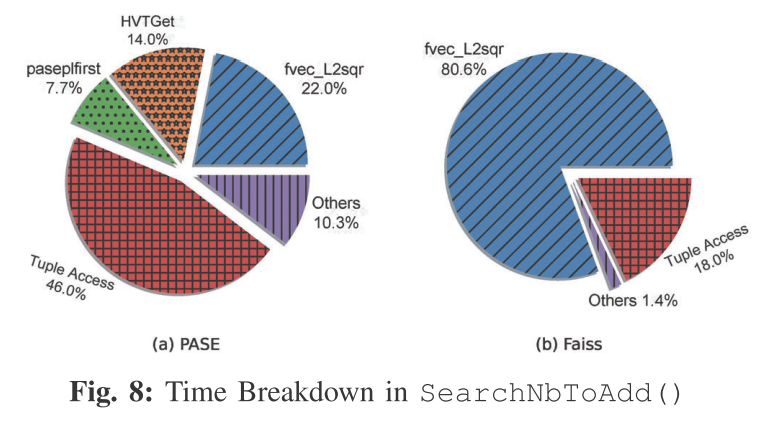 HVTGet
14.0%
pasepfirst
7.7%
fvec_L2sqr
22.0%
Others
10.3%
Tuple Access
46.0%
(a) PASE
fvec_L2sqr
80.6%
Tuple Access
18.0%
Others 1.4%
(b) Faiss
Fig. 8: Time Breakdown in SearchNbToAdd()